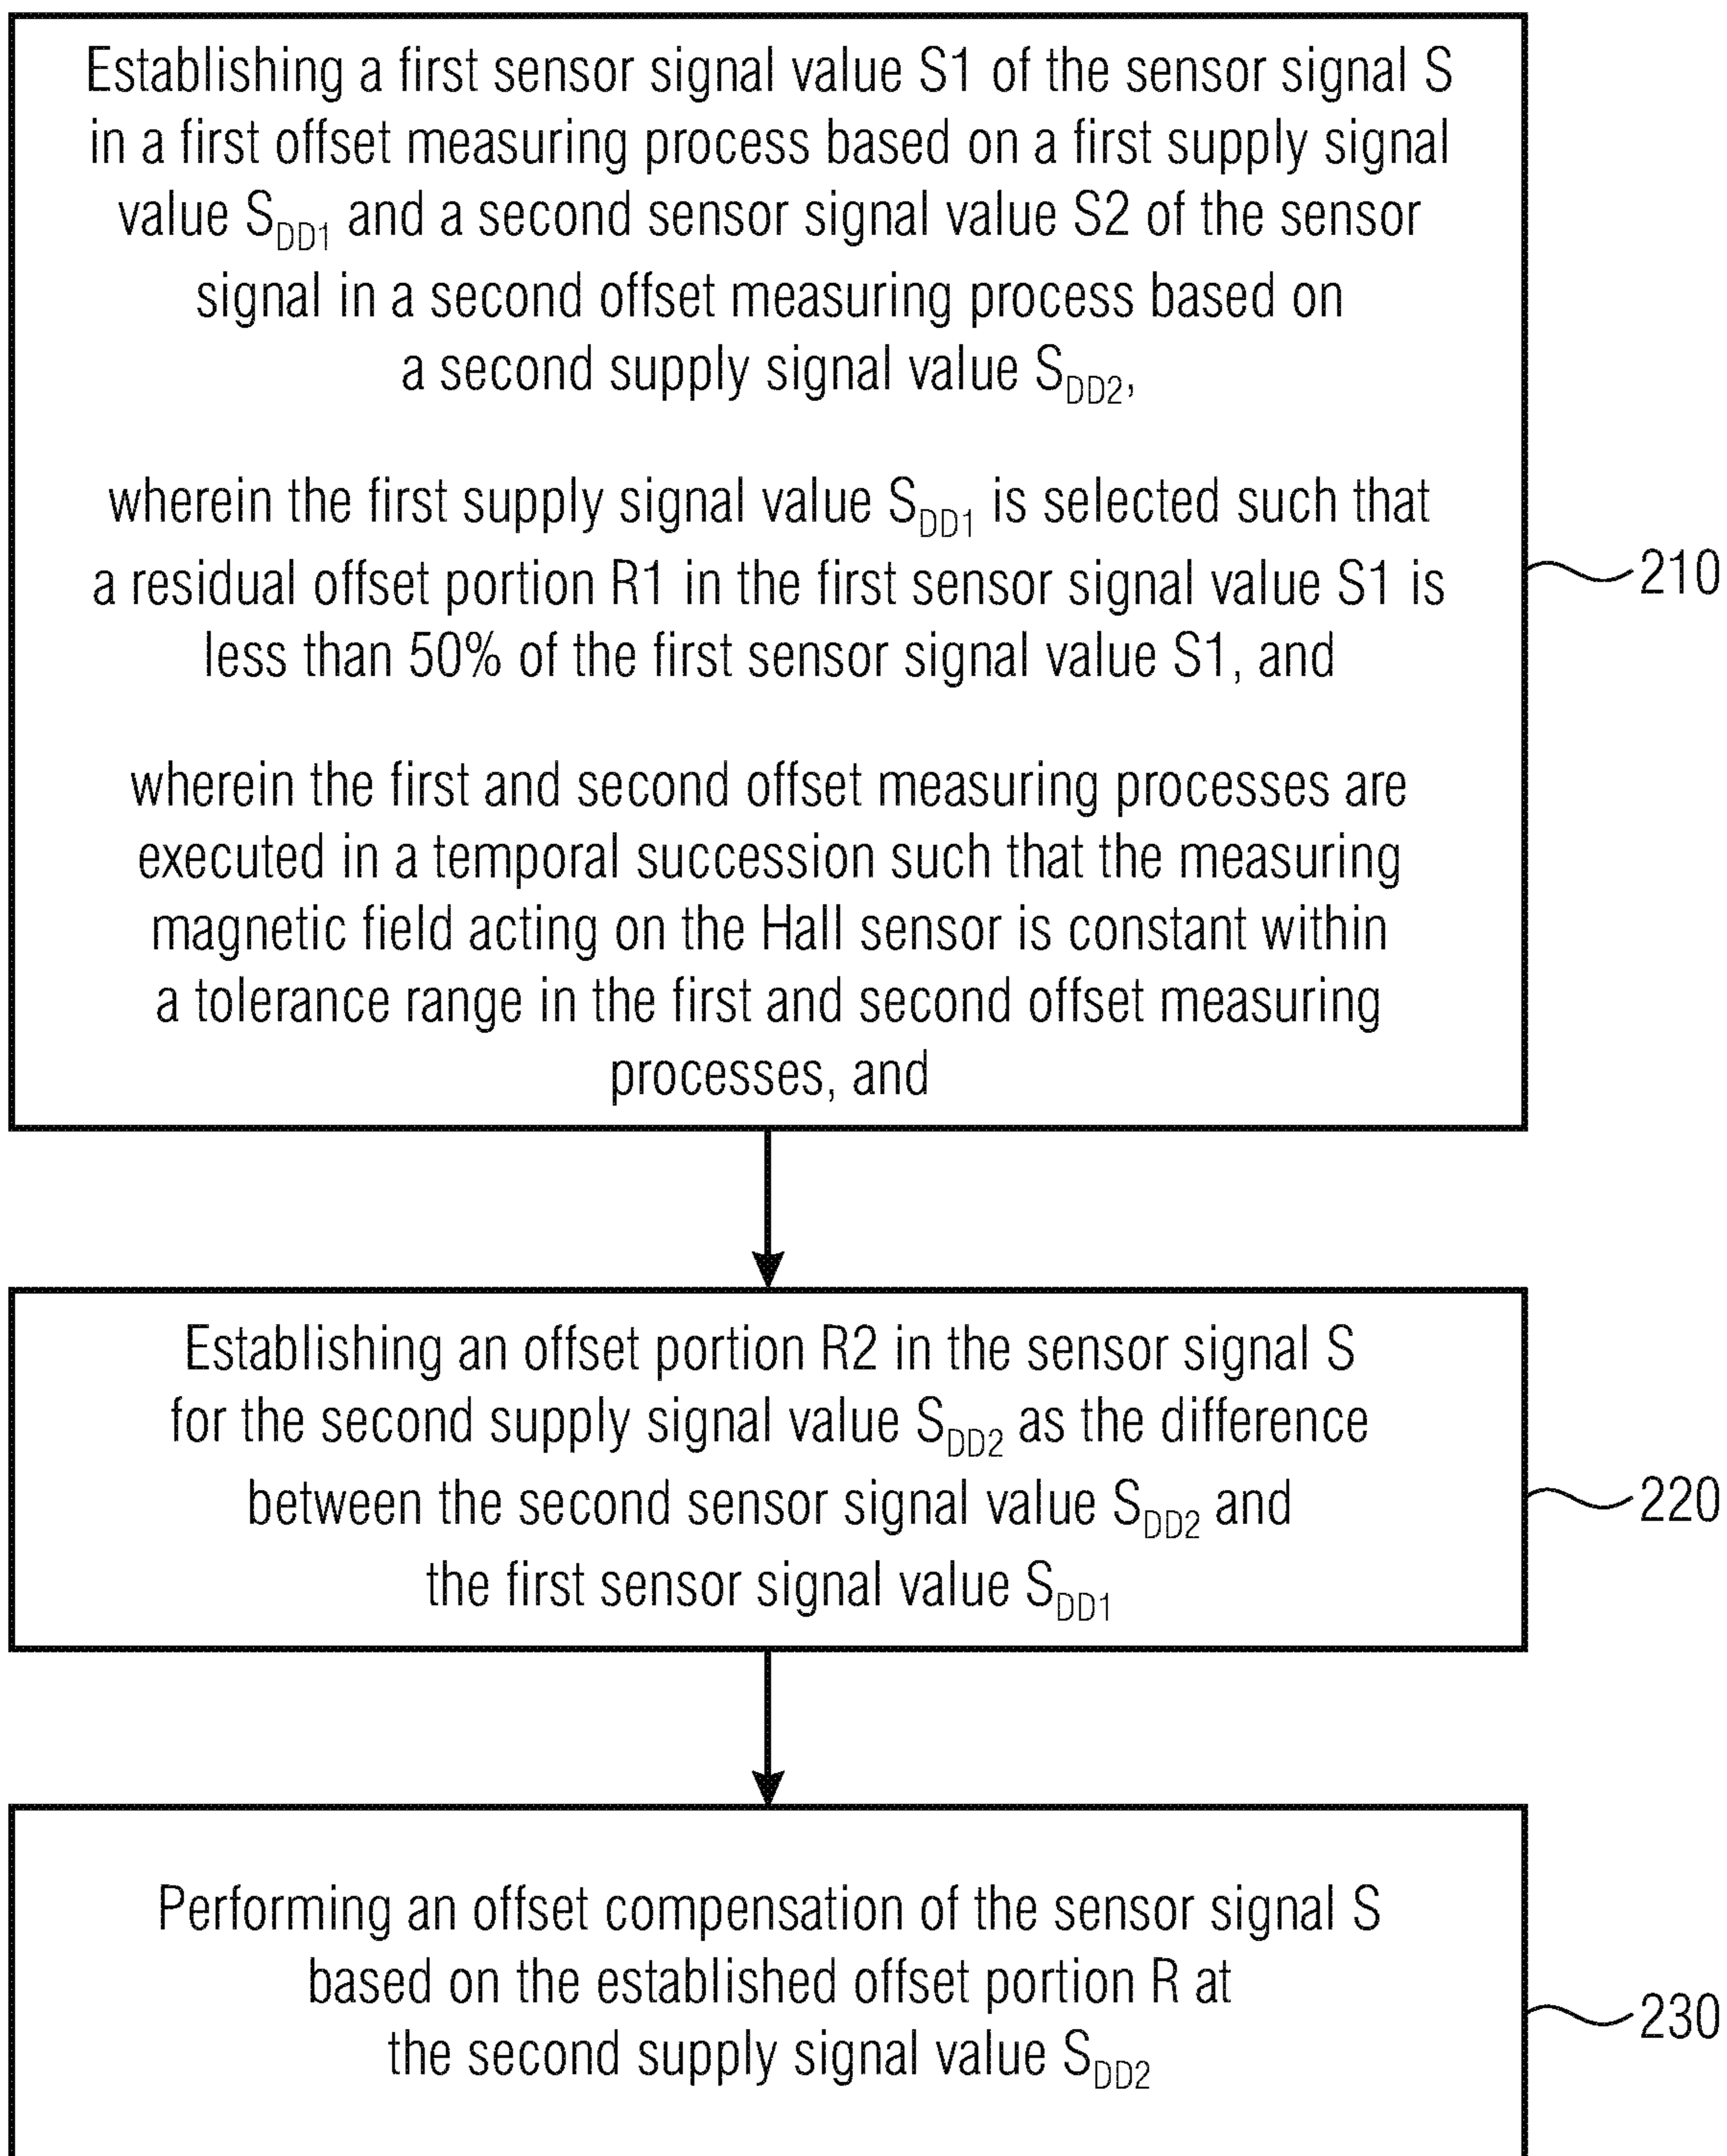 Establishing a first sensor signal value S1 of the sensor signal S
in a first offset measuring process based on a first supply signal
value S_DD1 and a second sensor signal value S2 of the sensor
signal in a second offset measuring process based on
a second supply signal value S_DD2,
wherein the first supply signal value S_DD1 is selected such that
a residual offset portion R1 in the first sensor signal value S1 is
less than 50% of the first sensor signal value S1, and
wherein the first and second offset measuring processes are
executed in a temporal succession such that the measuring
magnetic field acting on the Hall sensor is constant within
a tolerance range in the first and second offset measuring
processes, and
210
Establishing an offset portion R2 in the sensor signal S
for the second supply signal value S_DD2 as the difference
between the second sensor signal value S_DD2 and
the first sensor signal value S_DD1
220
Performing an offset compensation of the sensor signal S
based on the established offset portion R at
the second supply signal value S_DD2
230